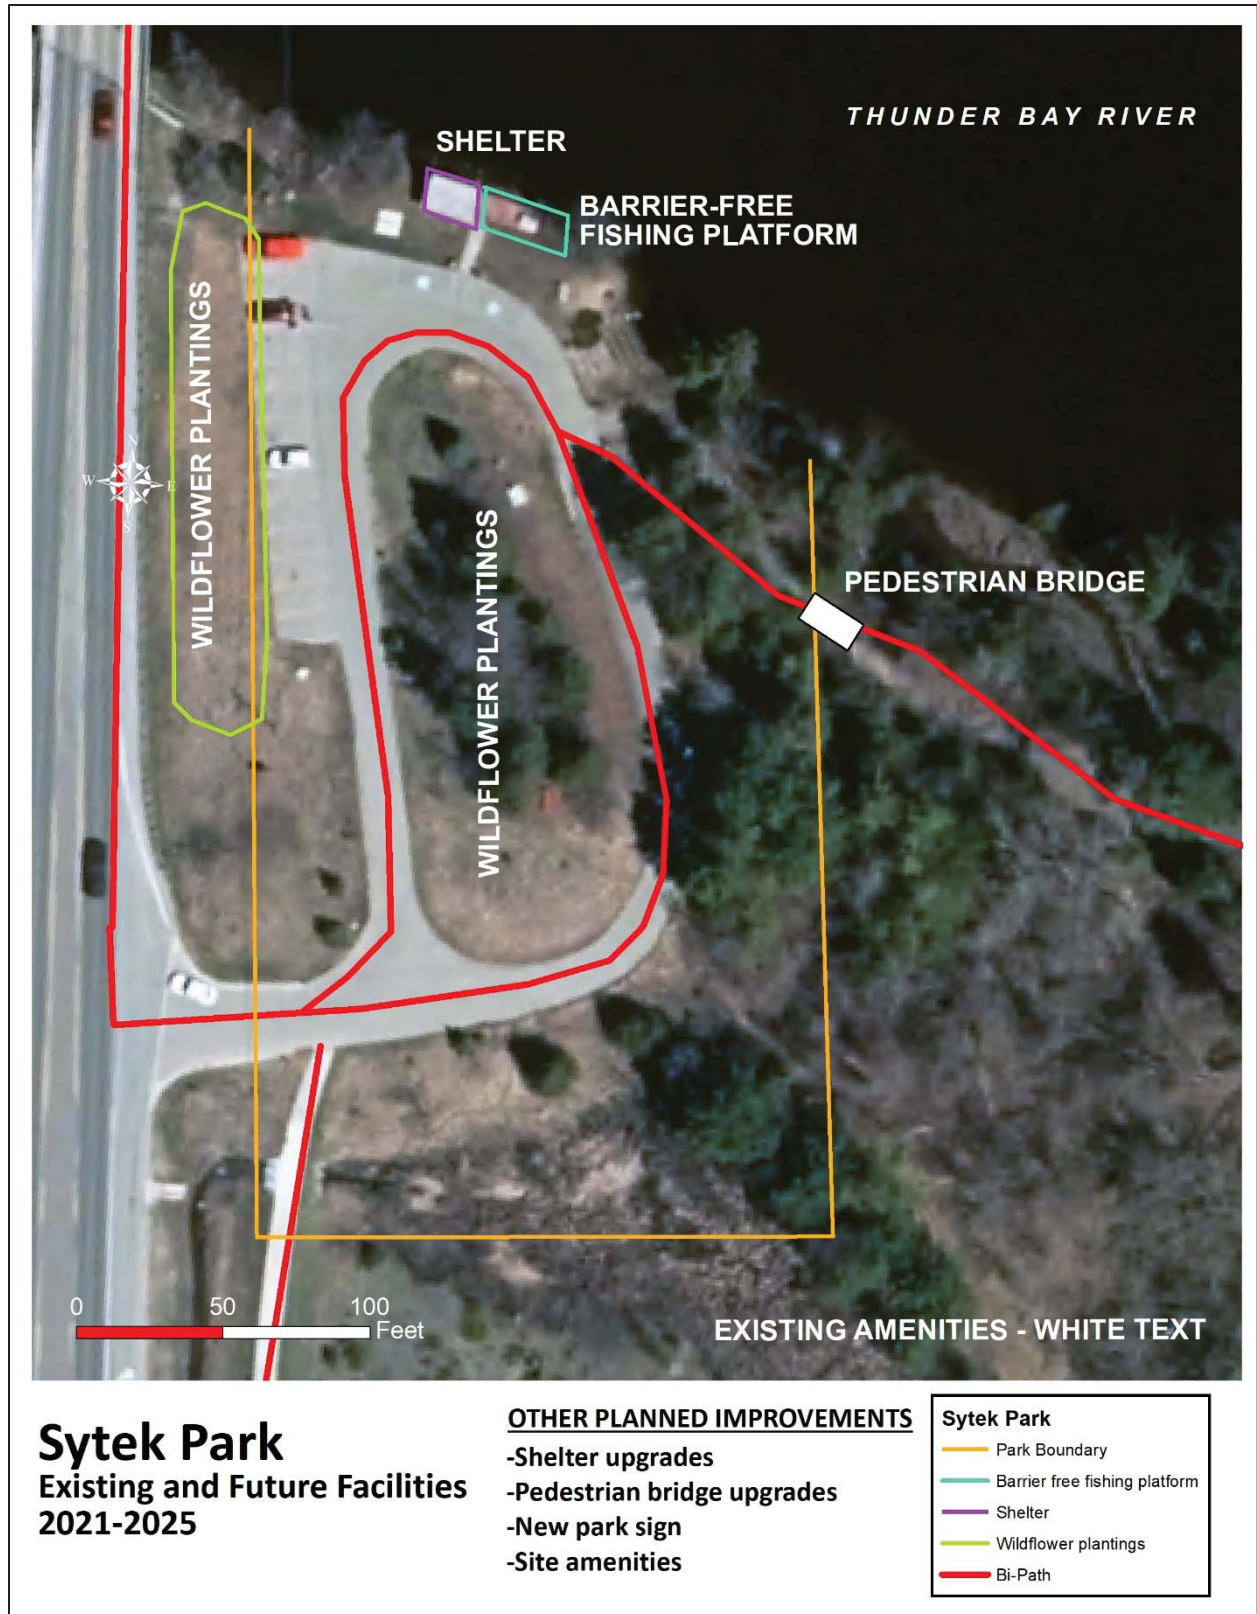 THUNDER BAY RIVER
SHELTER
BARRIER-FREE
FISHING PLATFORM
WILDFLOWER PLANTINGS
N
W
E
S
WILDFLOWER PLANTINGS
PEDESTRIAN BRIDGE
0 50 100
Feet
EXISTING AMENITIES - WHITE TEXT
Sytek Park
Existing and Future Facilities
2021-2025
OTHER PLANNED IMPROVEMENTS
-Shelter upgrades
-Pedestrian bridge upgrades
-New park sign
-Site amenities
Sytek Park
Park Boundary
Barrier free fishing platform
Shelter
Wildflower plantings
Bi-Path